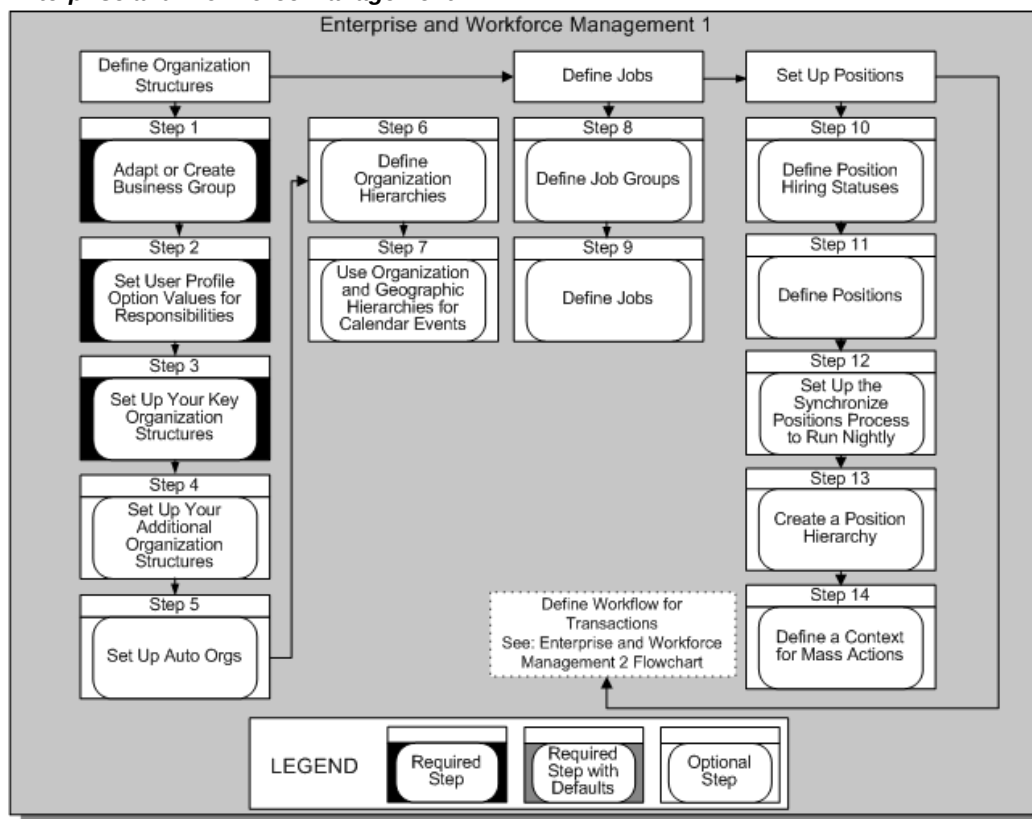 Enterprise and Workforce Management 1
Define Organization
Structures
Step 1
Adapt or Create
Business Group
Step 2
Set User Profile
Option Values for
Responsibilities
Step 3
Set Up Your Key
Organization
Structures
Step 4
Set Up Your
Additional
Organization
Structures
Step 5
Set Up Auto Orgs
Step 6
Define
Organization
Hierarchies
Step 7
Use Organization
and Geographic
Hierarchies for
Calendar Events
Define Jobs
Step 8
Define Job Groups
Step 9
Define Jobs
Set Up Positions
Step 10
Define Position
Hiring Statuses
Step 11
Define Positions
Step 12
Set Up the
Synchronize
Positions Process
to Run Nightly
Step 13
Create a Position
Hierarchy
Step 14
Define a Context
for Mass Actions
Define Workflow for
Transactions
See: Enterprise and Workforce
Management 2 Flowchart
LEGEND
Required
Step
Required
Step with
Defaults
Optional
Step